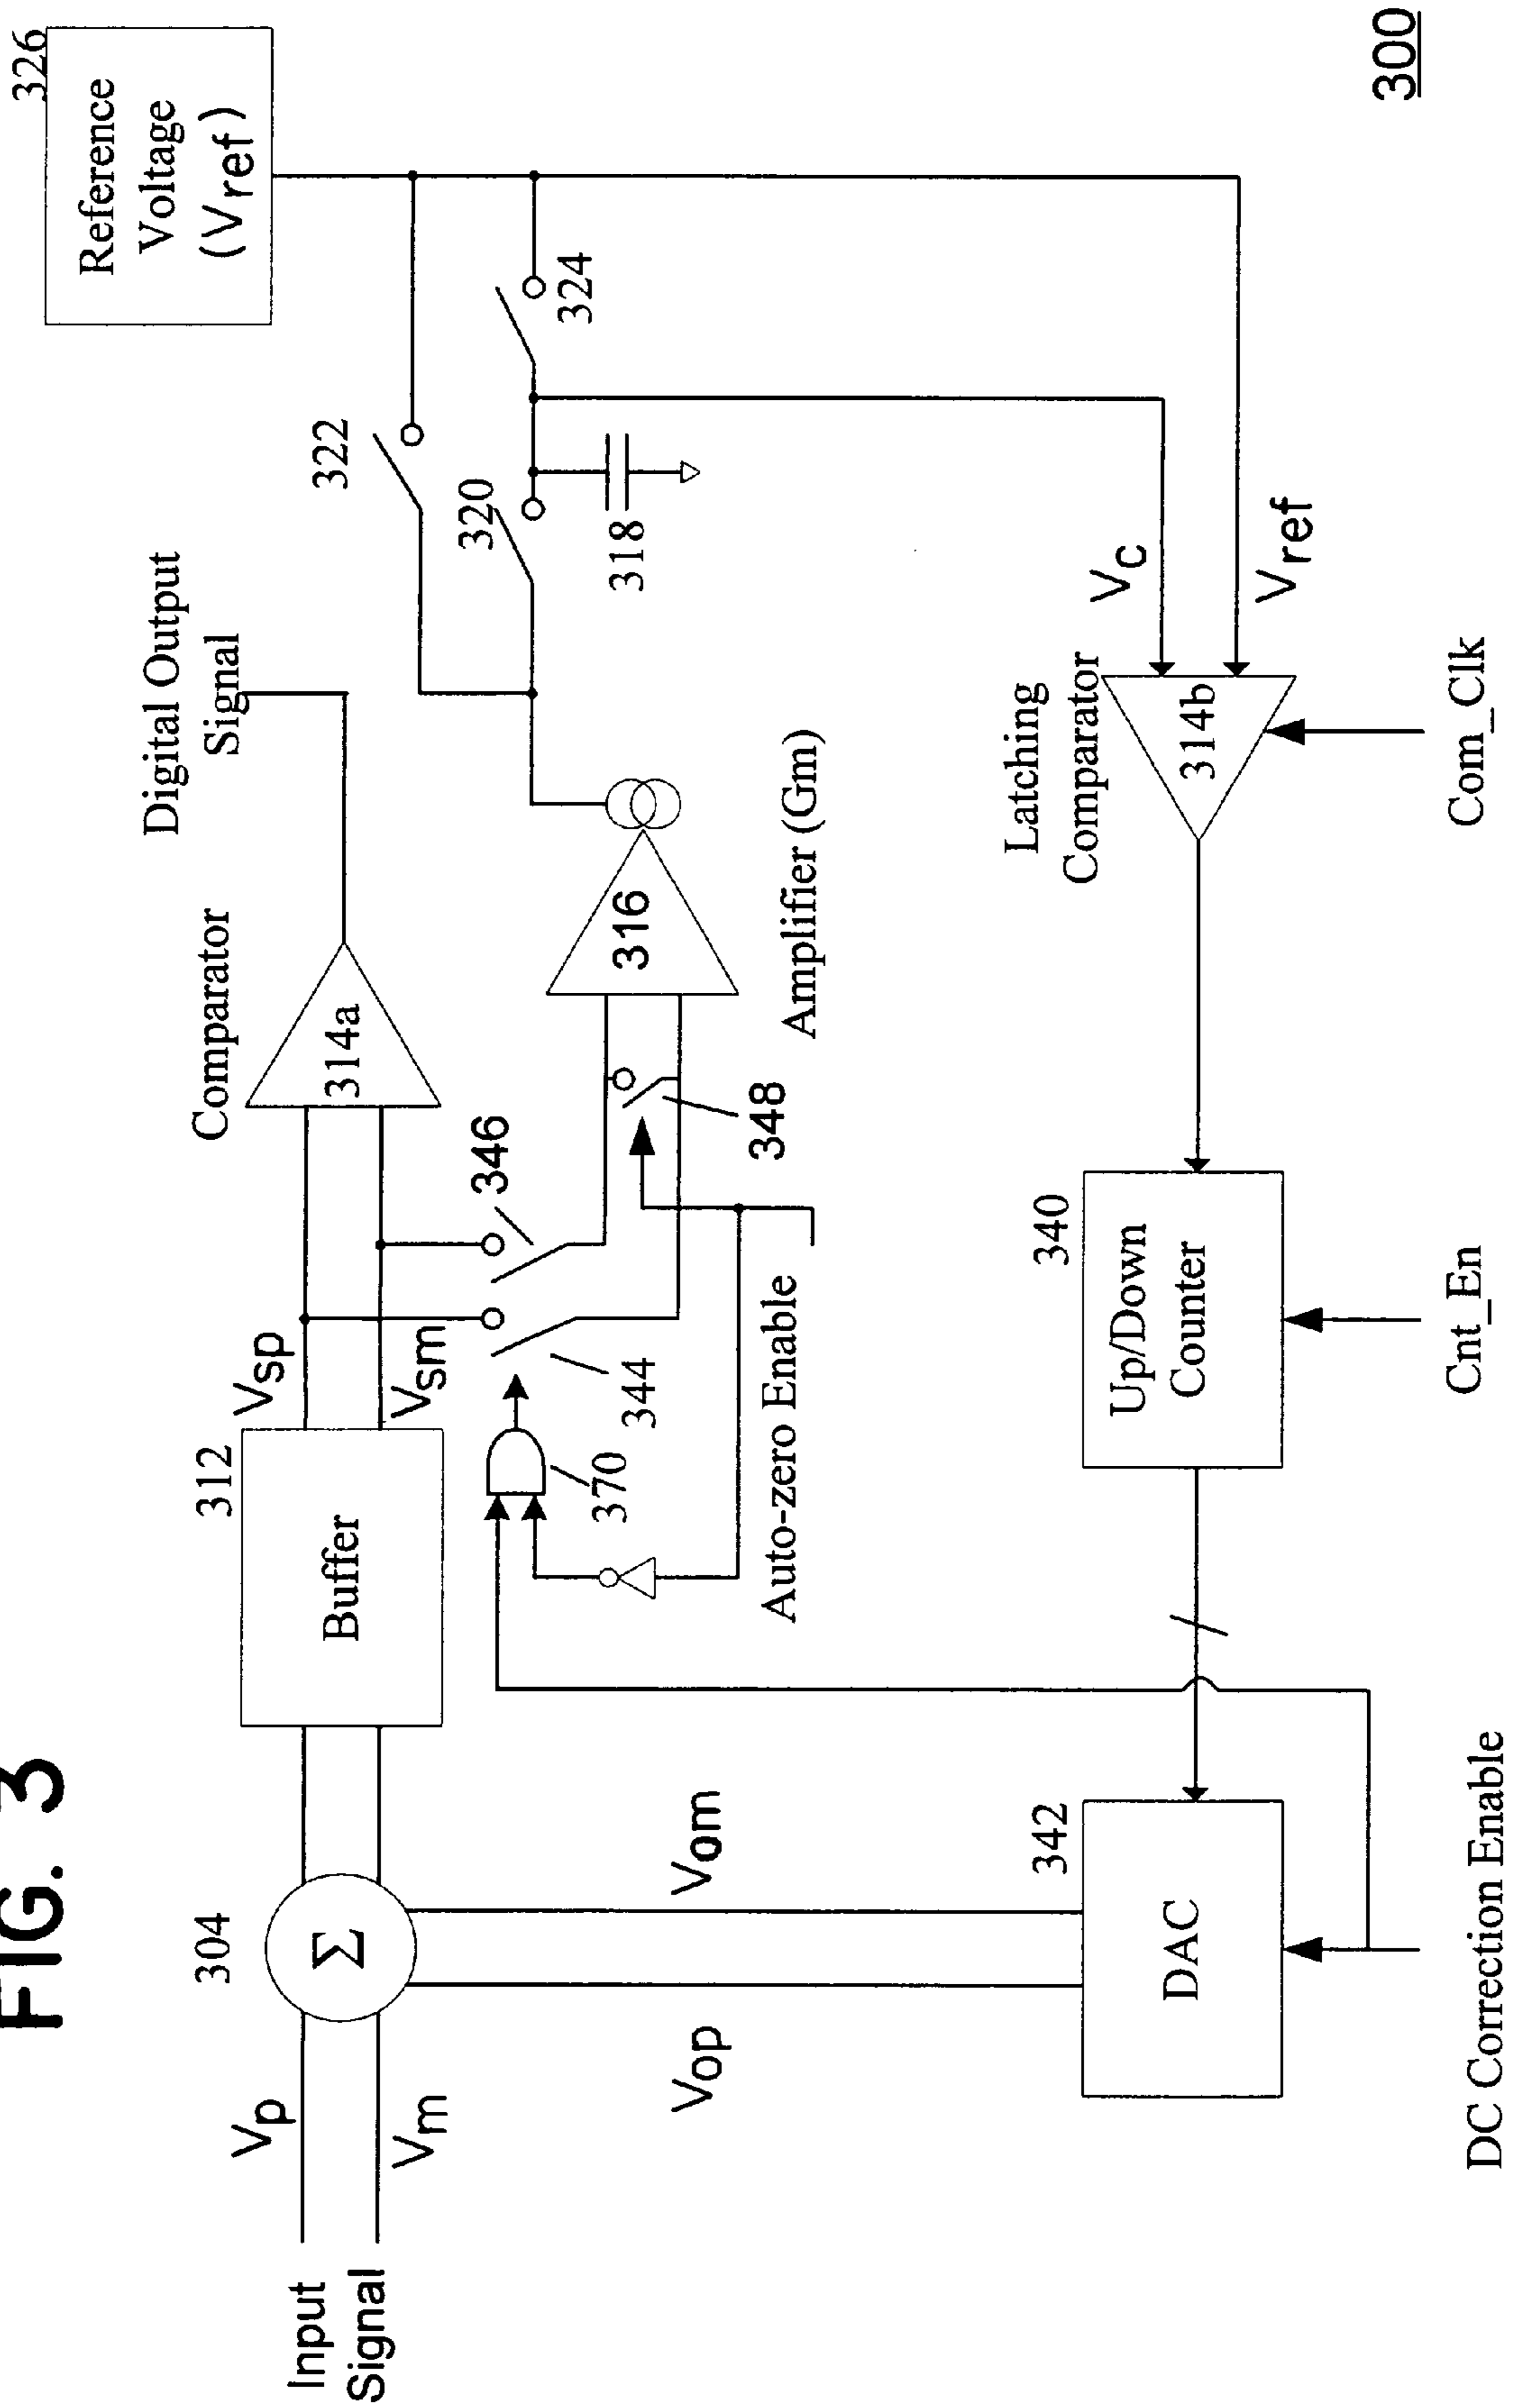 FIG. 3
300
326
Reference
Voltage
(Vref)
322
320
324
318
Digital Output
Signal
Comparator
314a
316
Amplifier (Gm)
346
348
344
370
Auto-zero Enable
312
Buffer
Vsp
Vsm
304
Σ
Vp
Vm
Input
Signal
Vom
Vop
342
DAC
DC Correction Enable
340
Up/Down
Counter
Cnt_En
Latching
Comparator
314b
Com_Clk
Vc
Vref